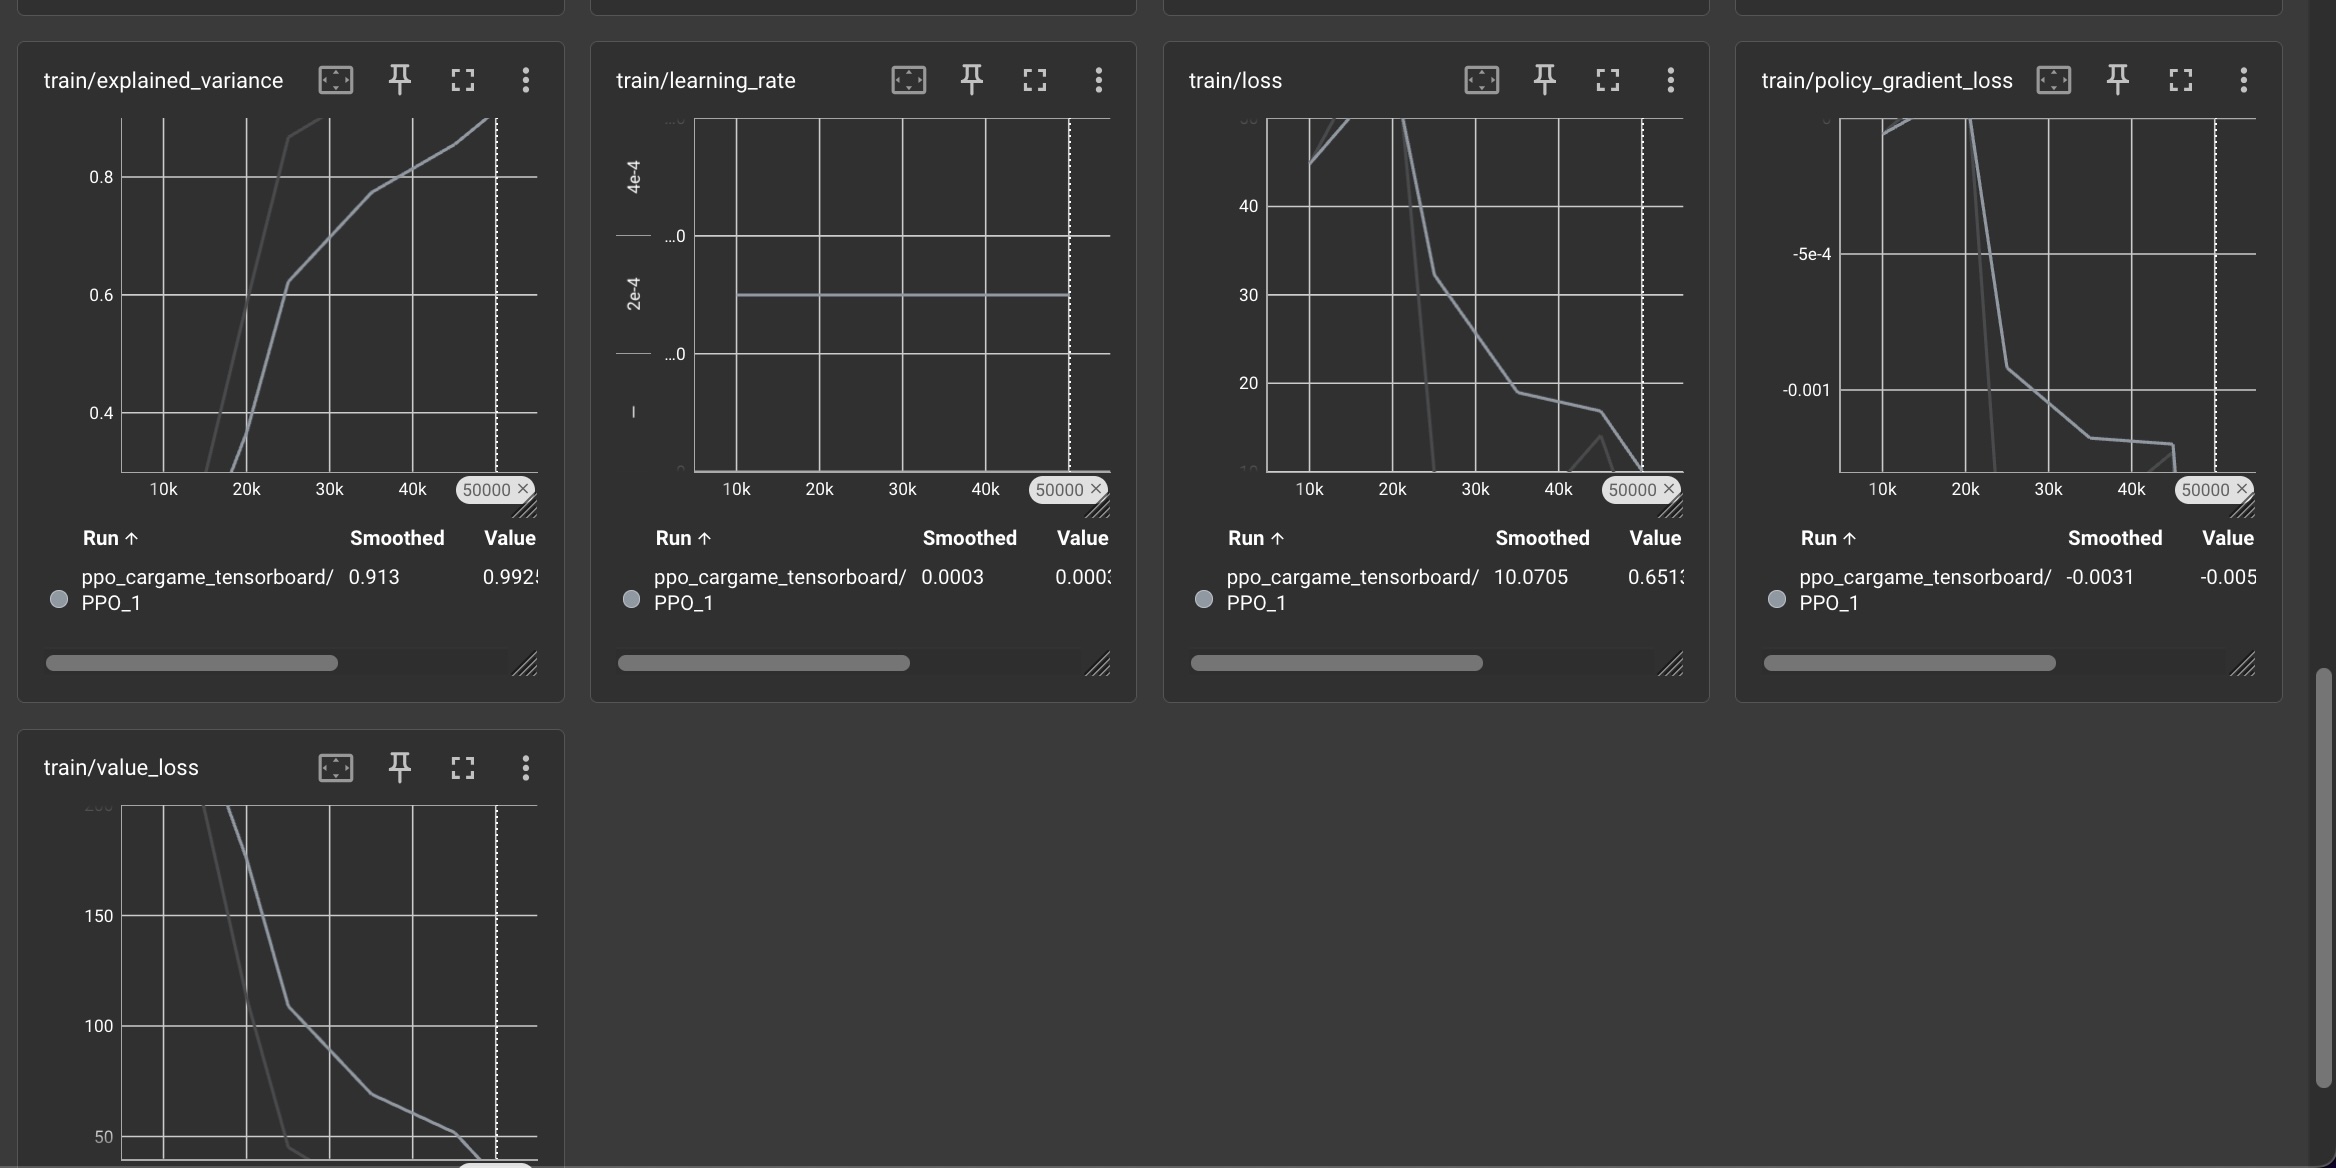 train/explained_variance
0.8
0.6
0.4
10k 20k 30k 40k 50000
Run ↑ Smoothed Value
ppo_cargame_tensorboard/ 0.913 0.992
PPO_1
train/learning_rate
4e-4
...0
2e-4
...0
10k 20k 30k 40k 50000
Run ↑ Smoothed Value
ppo_cargame_tensorboard/ 0.0003 0.000
PPO_1
train/loss
40
30
20
10k 20k 30k 40k 50000
Run ↑ Smoothed Value
ppo_cargame_tensorboard/ 10.0705 0.651
PPO_1
train/policy_gradient_loss
-5e-4
-0.001
10k 20k 30k 40k 50000
Run ↑ Smoothed Value
ppo_cargame_tensorboard/ -0.0031 -0.005
PPO_1
train/value_loss
150
100
50